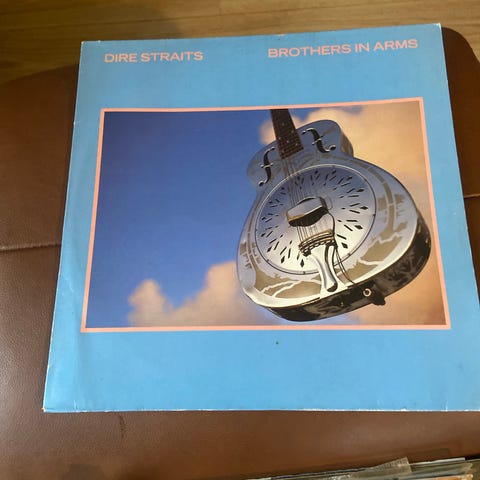 DIRE STRAITS
BROTHERS IN ARMS